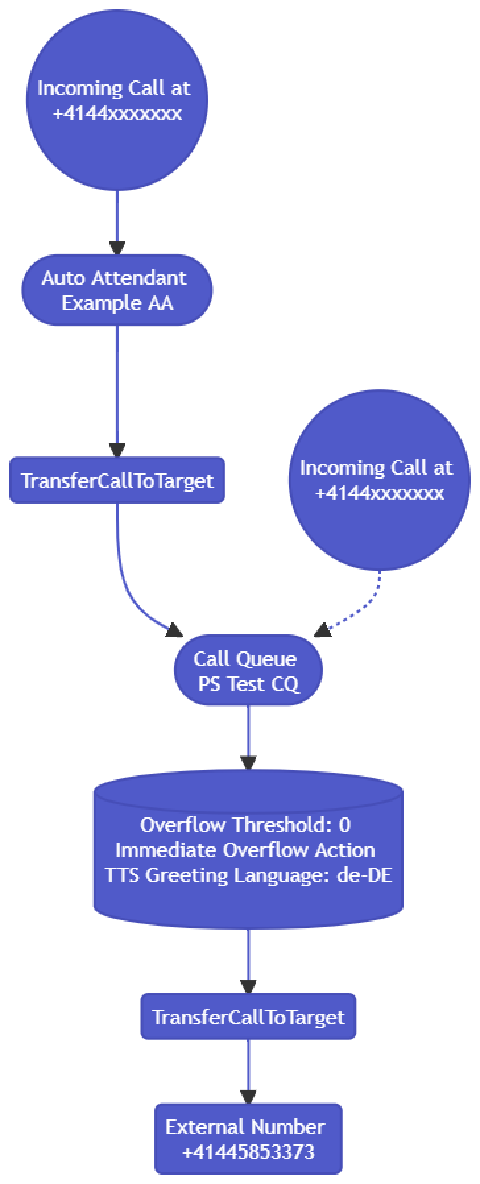 Incoming Call at
+4144xxxxxxx
Auto Attendant
Example AA
TransferCallToTarget
Incoming Call at
+4144xxxxxxx
Call Queue
PS Test CQ
Overflow Threshold: 0
Immediate Overflow Action
TTS Greeting Language: de-DE
TransferCallToTarget
External Number
+41445853373